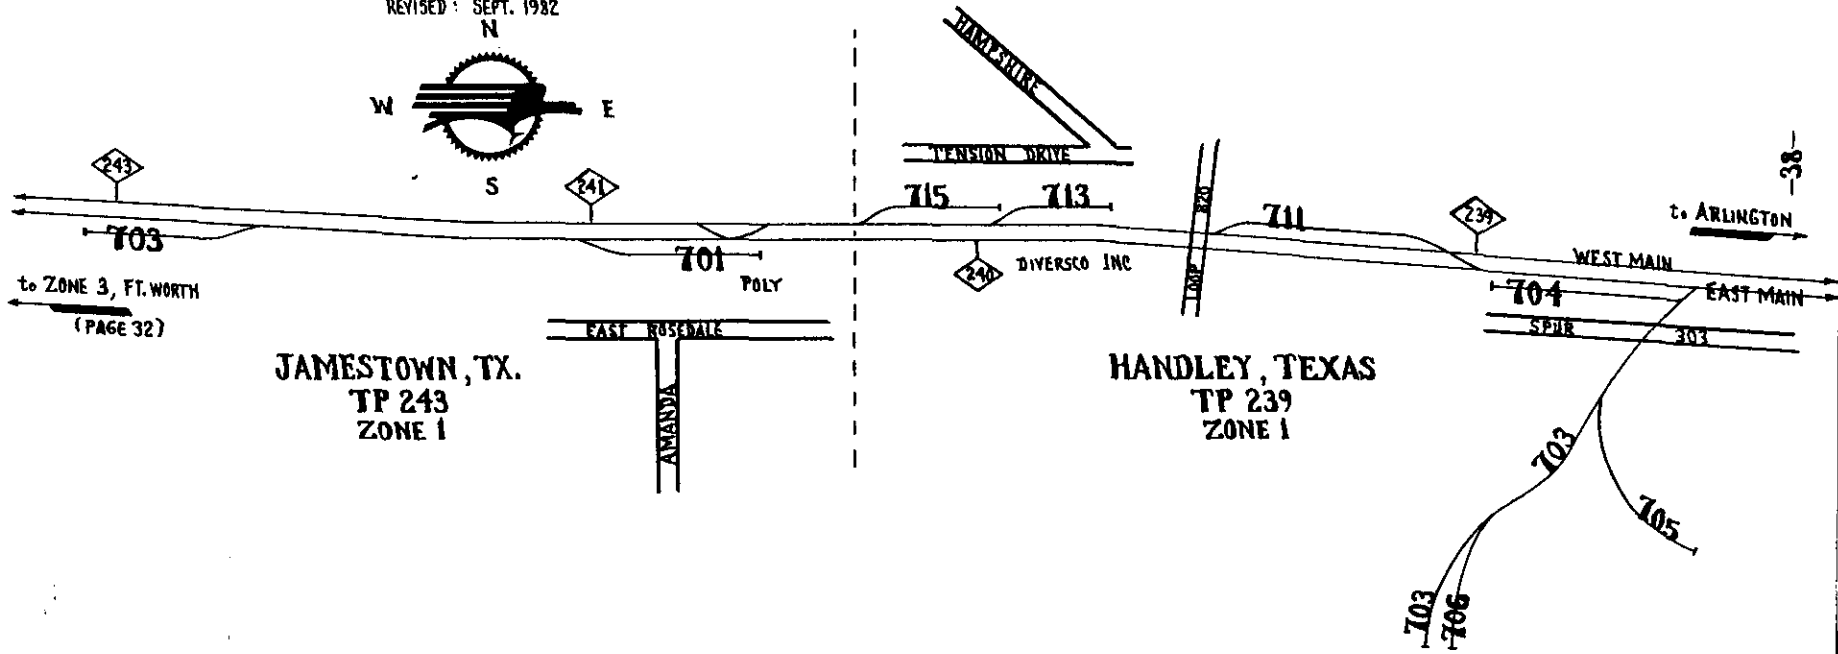 REVISED: SEPT. 1982
N
W
E
S
HAMPSHIRE
TENSION DRIVE
-38-
243
241
715
713
LOOP 820
711
239
to ARLINGTON
703
701
POLY
240
DIVERSCO INC
WEST MAIN
704
EAST MAIN
to ZONE 3, FT. WORTH
(PAGE 32)
EAST ROSEDALE
SPUR 303
JAMESTOWN, TX.
TP 243
ZONE 1
AMANDA
HANDLEY, TEXAS
TP 239
ZONE 1
703
705
703
706